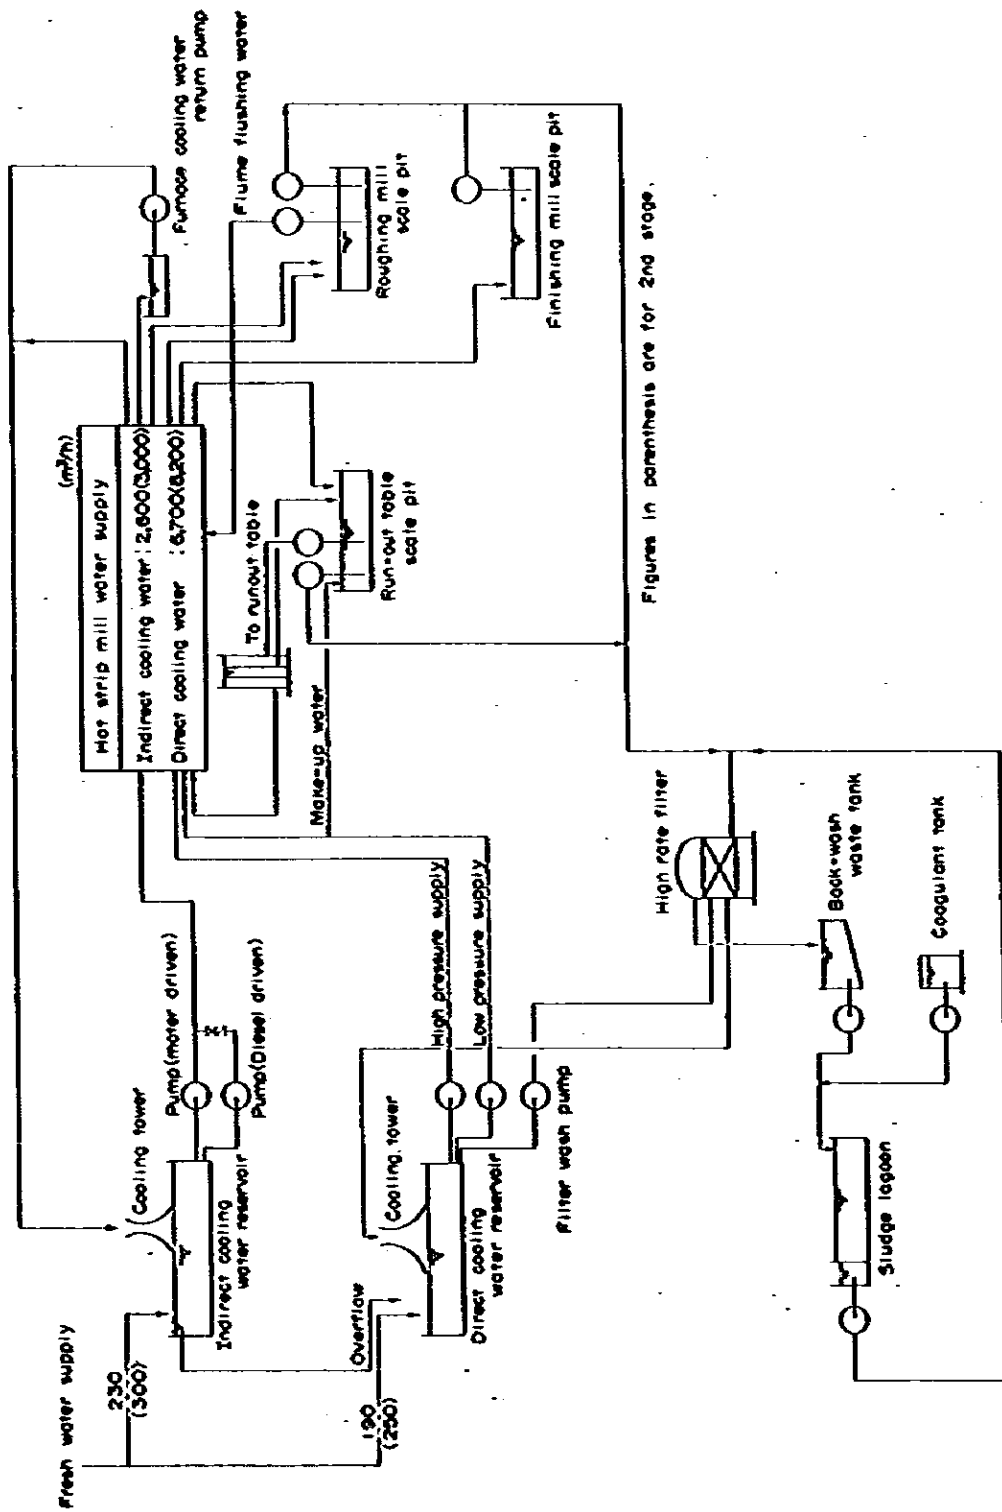 Fresh water supply
230
(300)
190
(250)
Overflow
Cooling tower
Indirect cooling
water reservoir
Cooling tower
Direct cooling
water reservoir
Pump(moter driven)
Pump(Diesel driven)
High pressure supply
Low pressure supply
Filter wash pump
Hot strip mill water supply
(m³/h)
Indirect cooling water : 2,600(3,000)
Direct cooling water : 6,700(8,200)
Make-up water
To runout table
Run-out table
scale pit
Furnace cooling water
return pump
Flume flushing water
Roughing mill
scale pit
Finishing mill scale pit
High rate filter
Back-wash
waste tank
Coagulant tank
Sludge lagoon
Figures in parenthesis are for 2nd stage.